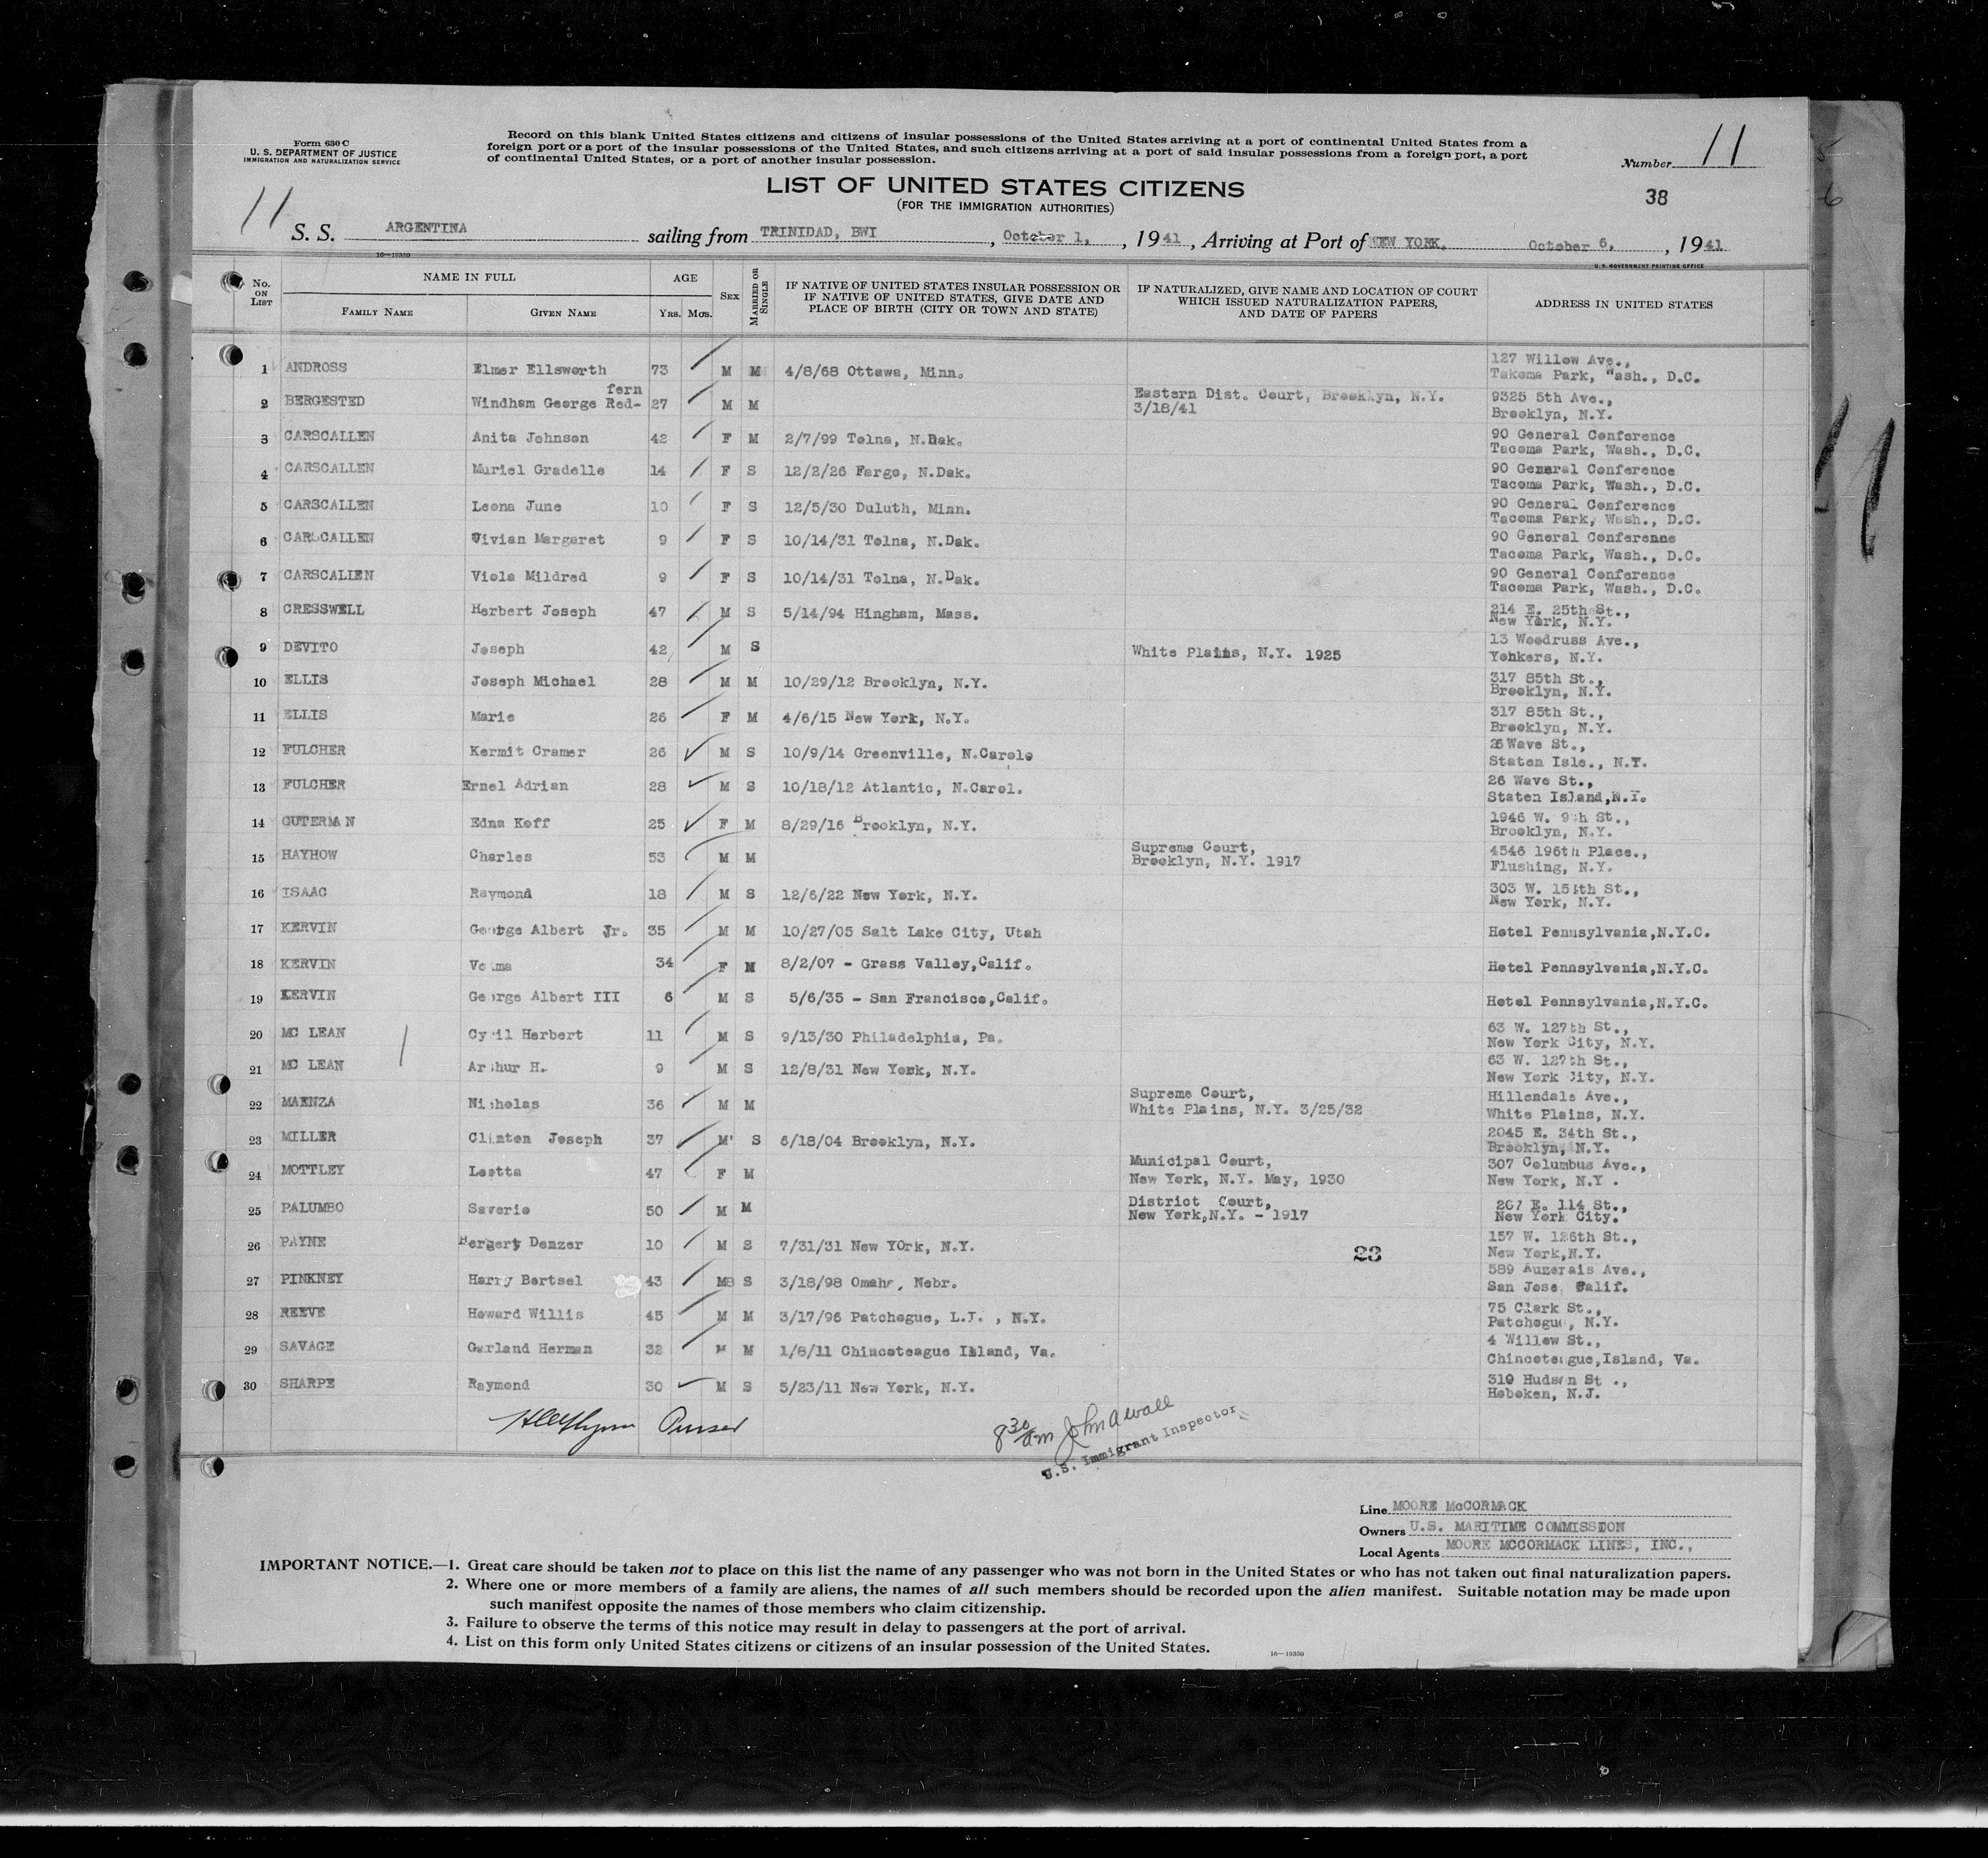 Form 630 C
U. S. DEPARTMENT OF JUSTICE
IMMIGRATION AND NATURALIZATION SERVICE
Record on this blank United States citizens and citizens of insular possessions of the United States arriving at a port of continental United States from a
foreign port or a port of the insular possessions of the United States, and such citizens arriving at a port of said insular possessions from a foreign port, a port
of continental United States, or a port of another insular possession.
Number 11
LIST OF UNITED STATES CITIZENS
(FOR THE IMMIGRATION AUTHORITIES)
38
11
S. S. ARGENTINA sailing from TRINIDAD, BWI, October 1, , 1941, Arriving at Port of NEW YORK. October 6, , 1941
16—19350
U.S. GOVERNMENT PRINTING OFFICE
No. ON LIST
NAME IN FULL
FAMILY NAME
GIVEN NAME
AGE
YRS. MOS.
SEX
MARRIED OR SINGLE
IF NATIVE OF UNITED STATES INSULAR POSSESSION OR
IF NATIVE OF UNITED STATES, GIVE DATE AND
PLACE OF BIRTH (CITY OR TOWN AND STATE)
IF NATURALIZED, GIVE NAME AND LOCATION OF COURT
WHICH ISSUED NATURALIZATION PAPERS,
AND DATE OF PAPERS
ADDRESS IN UNITED STATES
1 ANDROSS Elmer Ellsworth 73 M M 4/8/68 Ottawa, Minn. 127 Willow Ave.,
Takoma Park, Wash., D.C.
fern
2 BERGESTED Windham George Red- 27 M M Eastern Dist. Court, Brooklyn, N.Y. 9325 5th Ave.,
3/18/41 Brooklyn, N.Y.
3 CARSCALLEN Anita Johnson 42 F M 2/7/99 Tolna, N.Dak. 90 General Conference
Tacoma Park, Wash., D.C.
4 CARSCALLEN Muriel Gradelle 14 F S 12/2/26 Fargo, N.Dak. 90 General Conference
Tacoma Park, Wash., D.C.
5 CARSCALLEN Leona June 10 F S 12/5/30 Duluth, Minn. 90 General Conference
Tacoma Park, Wash., D.C.
6 CARSCALLEN Vivian Margaret 9 F S 10/14/31 Tolna, N.Dak. 90 General Conferenne
Tacoma Park, Wash., D.C.
7 CARSCALLEN Viola Mildred 9 F S 10/14/31 Tolna, N.Dak. 90 General Conference
Tacoma Park, Wash., D.C.
8 CRESSWELL Herbert Joseph 47 M S 5/14/94 Hingham, Mass. 214 E. 25th St.,
New York, N.Y.
9 DEVITO Joseph 42 M S White Plains, N.Y. 1925 13 Woodruss Ave.,
Yonkers, N.Y.
10 ELLIS Joseph Michael 28 M M 10/29/12 Brooklyn, N.Y. 317 85th St.,
Brooklyn, N.Y.
11 ELLIS Marie 26 F M 4/6/15 New York, N.Y. 317 85th St.,
Brooklyn, N.Y.
12 FULCHER Kermit Cramer 26 M S 10/9/14 Greenville, N.Carolo 26 Wave St.,
Staten Isle., N.Y.
13 FULCHER Ernel Adrian 28 M S 10/18/12 Atlantic, N.Carol. 26 Wave St.,
Staten Island,N.Y.
14 GUTERMAN Edna Koff 25 F M 8/29/16 Brooklyn, N.Y. 1946 W. 9th St.,
Brooklyn, N.Y.
15 HAYHOW Charles 53 M M Supreme Court, 4546 196th Place.,
Brooklyn, N.Y. 1917 Flushing, N.Y.
16 ISAAC Raymond 18 M S 12/6/22 New York, N.Y. 303 W. 154th St.,
New York, N.Y.
17 KERVIN George Albert Jr. 35 M M 10/27/05 Salt Lake City, Utah Hotel Pennsylvania,N.Y.C.
18 KERVIN Velma 34 F M 8/2/07 - Grass Valley,Calif. Hotel Pennsylvania,N.Y.C.
19 KERVIN George Albert III 6 M S 5/6/35 - San Francisco,Calif. Hotel Pennsylvania,N.Y.C.
20 MC LEAN Cyril Herbert 11 M S 9/13/30 Philadelphia, Pa. 63 W. 127th St.,
New York City, N.Y.
21 MC LEAN Arthur H. 9 M S 12/8/31 New York, N.Y. 63 W. 127th St.,
New York City, N.Y.
22 MAENZA Nicholas 36 M M Supreme Court, Hillendale Ave.,
White Plains, N.Y. 3/25/32 White Plains, N.Y.
23 MILLER Clinton Joseph 37 M S 6/18/04 Brooklyn, N.Y. 2045 E. 34th St.,
Brooklyn, N.Y.
24 MOTTLEY Leotta 47 F M Municipal Court, 307 Columbus Ave.,
New York, N.Y. May, 1930 New York, N.Y .
25 PALUMBO Saverio 50 M M District Court, 267 E. 114 St.,
New York,N.Y. - 1917 New York City.
26 PAYNE Hergery Denzer 10 M S 7/31/31 New YOrk, N.Y. 157 W. 126th St.,
23 New York,N.Y.
27 PINKNEY Harry Bertsel 43 M S 3/18/98 Omaha, Nebr. 589 Auzerais Ave.,
San Jose, Calif.
28 REEVE Howard Willis 45 M M 3/17/96 Patchogue, L.I. , N.Y. 75 Clark St.,
Patchogue, N.Y.
29 SAVAGE Garland Herman 32 M M 1/8/11 Chincoteague Island, Va. 4 Willow St.,
Chincoteague,Island, Va.
30 SHARPE Raymond 30 M S 5/23/11 New York, N.Y. 319 Hudson St .,
Hoboken, N.J.
Purser
8 30/am John A Wall
U.S. Immigrant Inspector
Line MOORE McCORMACK
Owners U.S. MARITIME COMMISSION
Local Agents MOORE MCCORMACK LINES, INC.,
IMPORTANT NOTICE.—1. Great care should be taken not to place on this list the name of any passenger who was not born in the United States or who has not taken out final naturalization papers.
2. Where one or more members of a family are aliens, the names of all such members should be recorded upon the alien manifest. Suitable notation may be made upon
such manifest opposite the names of those members who claim citizenship.
3. Failure to observe the terms of this notice may result in delay to passengers at the port of arrival.
4. List on this form only United States citizens or citizens of an insular possession of the United States.
16—19350